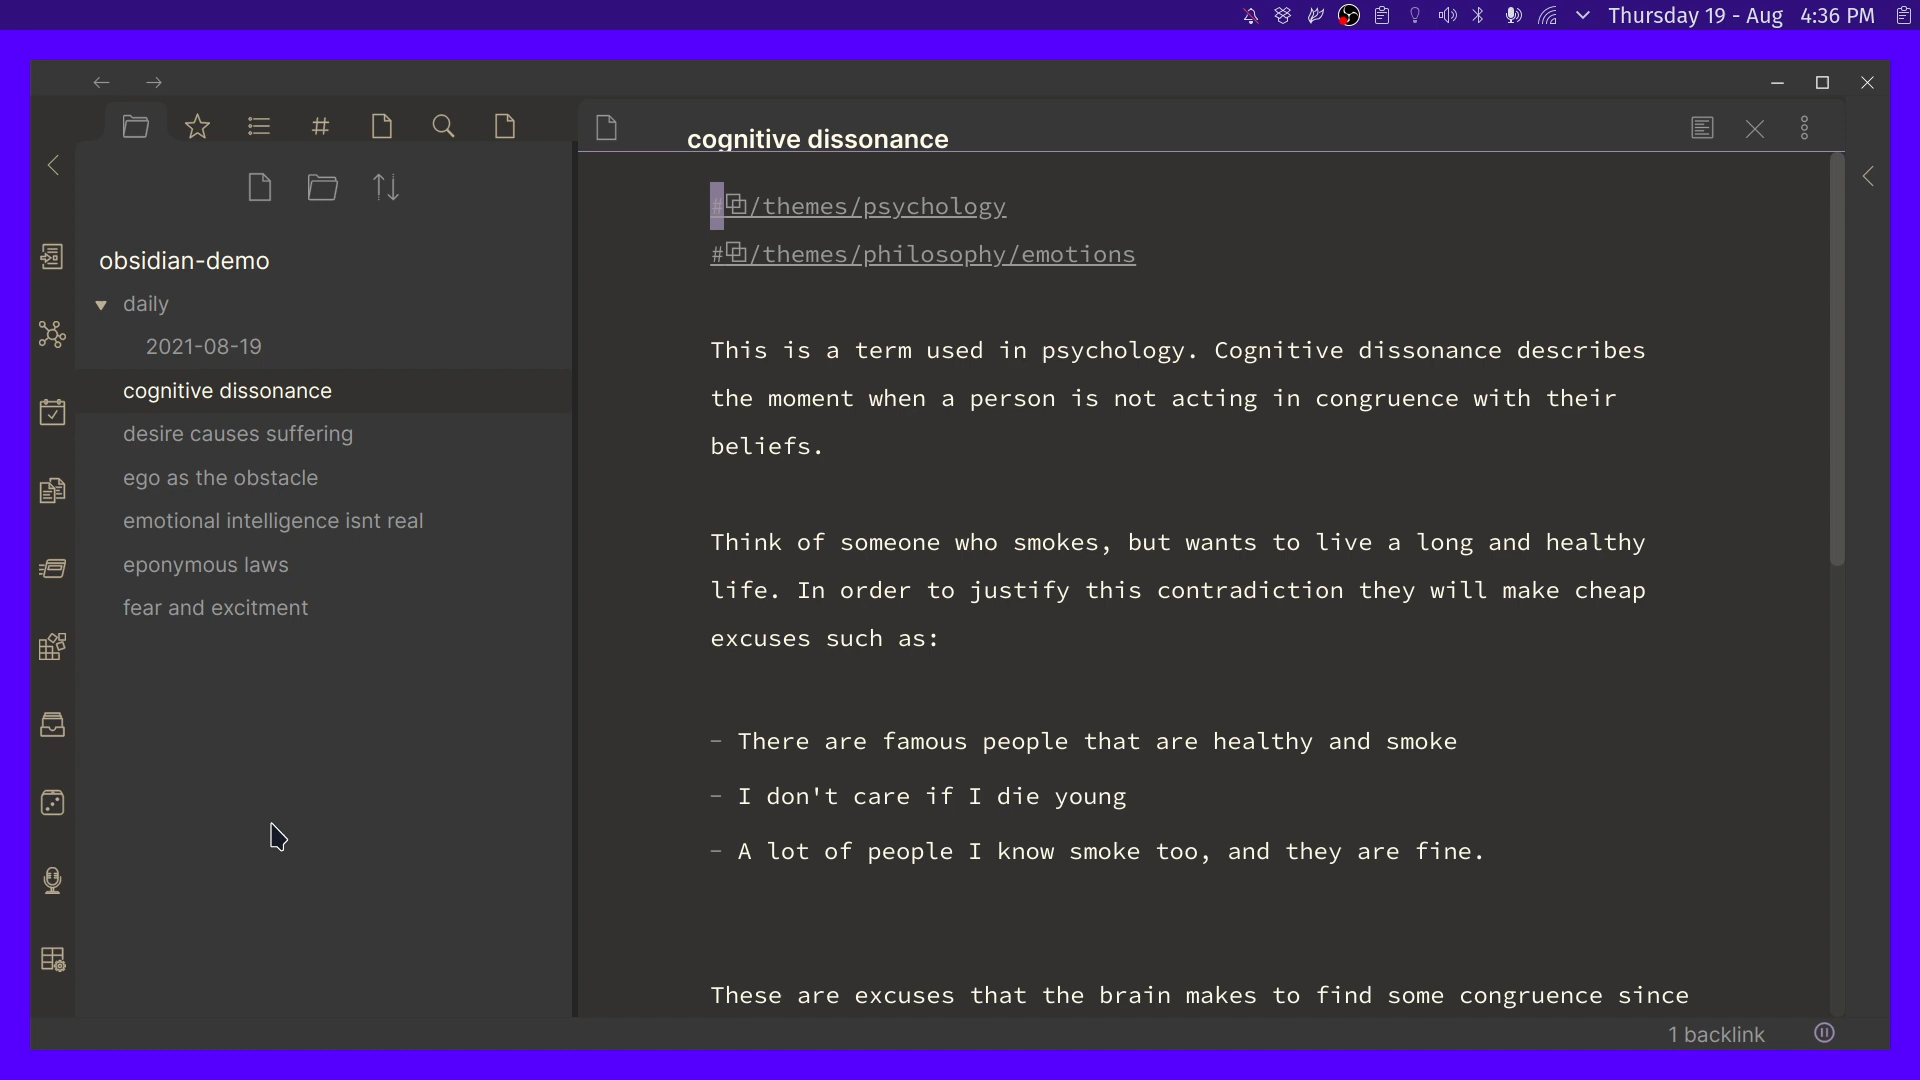 Thursday 19 - Aug 4:36 PM
cognitive dissonance
obsidian-demo
daily
2021-08-19
cognitive dissonance
desire causes suffering
ego as the obstacle
emotional intelligence isnt real
eponymous laws
fear and excitment
#/themes/psychology
#/themes/philosophy/emotions
This is a term used in psychology. Cognitive dissonance describes
the moment when a person is not acting in congruence with their
beliefs.
Think of someone who smokes, but wants to live a long and healthy
life. In order to justify this contradiction they will make cheap
excuses such as:
- There are famous people that are healthy and smoke
- I don't care if I die young
- A lot of people I know smoke too, and they are fine.
These are excuses that the brain makes to find some congruence since
1 backlink